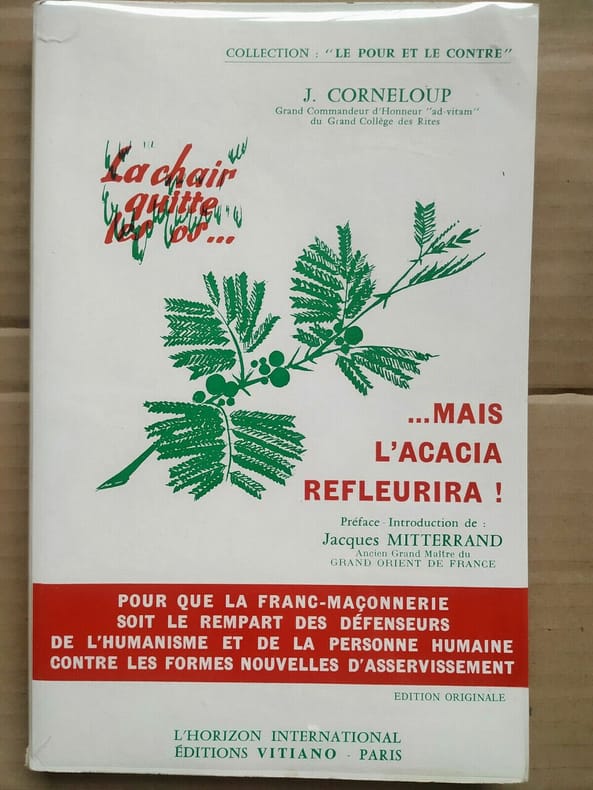 COLLECTION : "LE POUR ET LE CONTRE"
J. CORNELOUP
Grand Commandeur d'Honneur "ad-vitam"
du Grand Collège des Rites
La chair
quitte
les os...
...MAIS
L'ACACIA
REFLEURIRA !
Préface - Introduction de :
Jacques MITTERRAND
Ancien Grand Maître du
GRAND ORIENT DE FRANCE
POUR QUE LA FRANC-MAÇONNERIE
SOIT LE REMPART DES DÉFENSEURS
DE L'HUMANISME ET DE LA PERSONNE HUMAINE
CONTRE LES FORMES NOUVELLES D'ASSERVISSEMENT
EDITION ORIGINALE
L'HORIZON INTERNATIONAL
ÉDITIONS VITIANO - PARIS